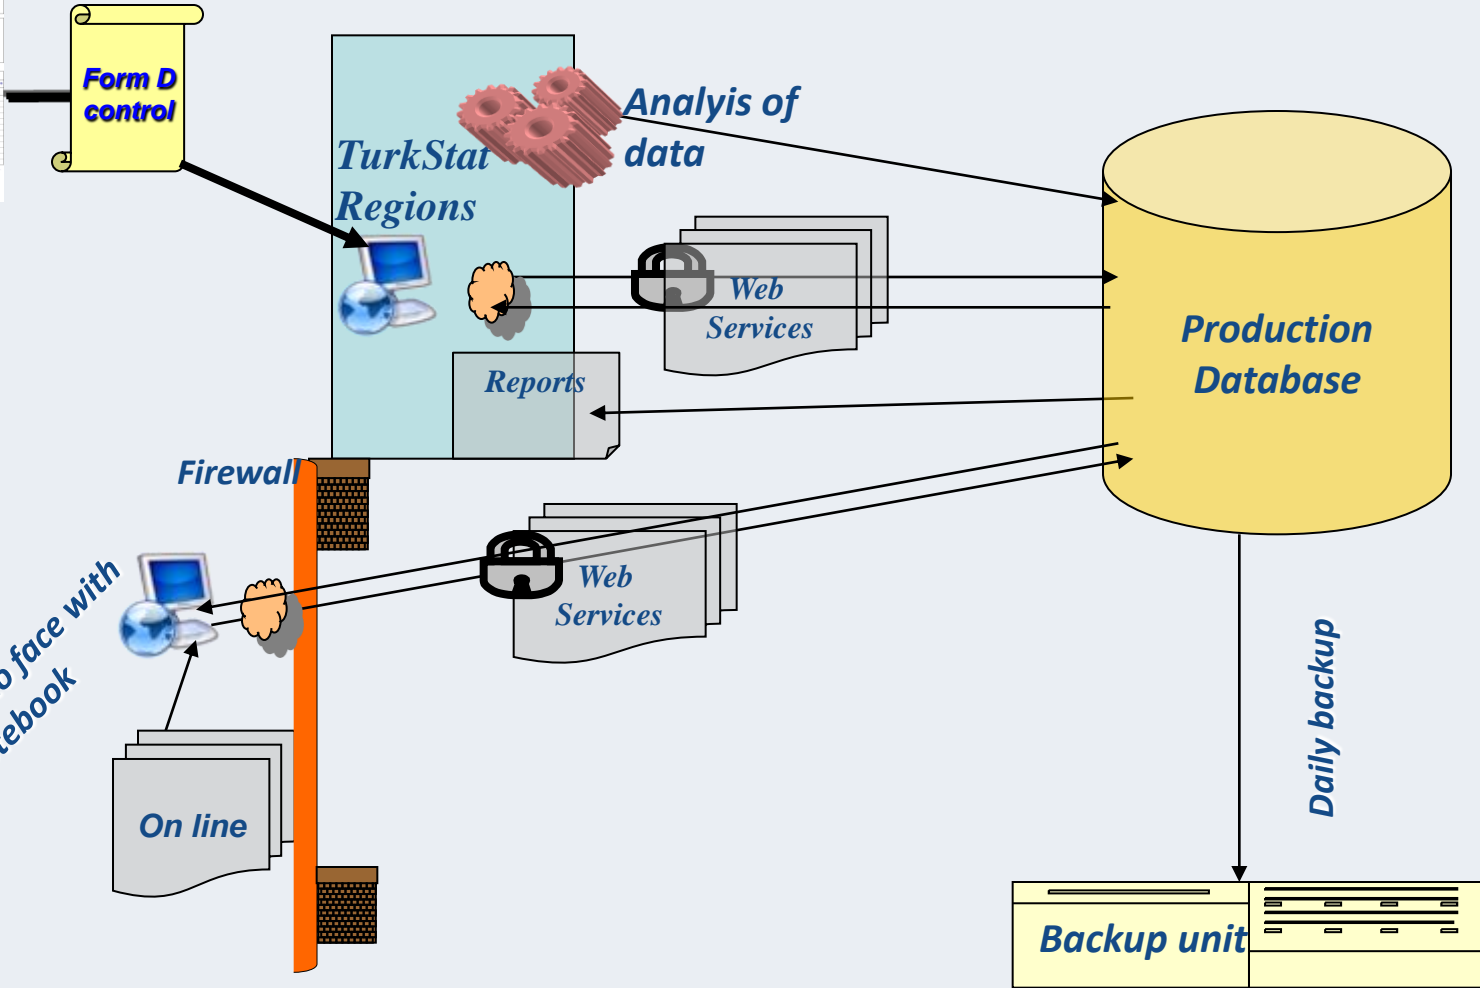 Form D
control
TurkStat
Regions
Analyis of
data
Web
Services
Reports
Production
Database
Firewall
Web
Services
face with
On line
Daily backup
Backup unit